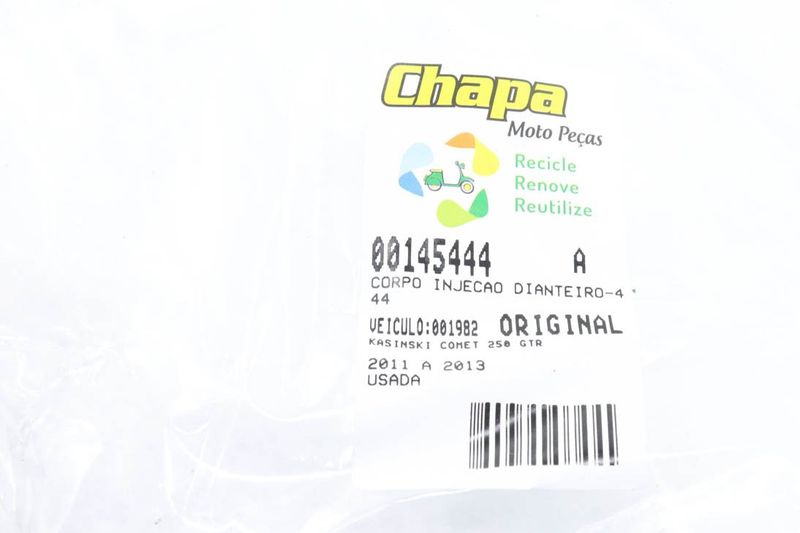 Chapa
Moto Peças
Recicle
Renove
Reutilize
00145444 A
CORPO INJECAO DIANTEIRO-4
44
VEICULO:001982 ORIGINAL
KASINSKI COMET 250 GTR
2011 A 2013
USADA